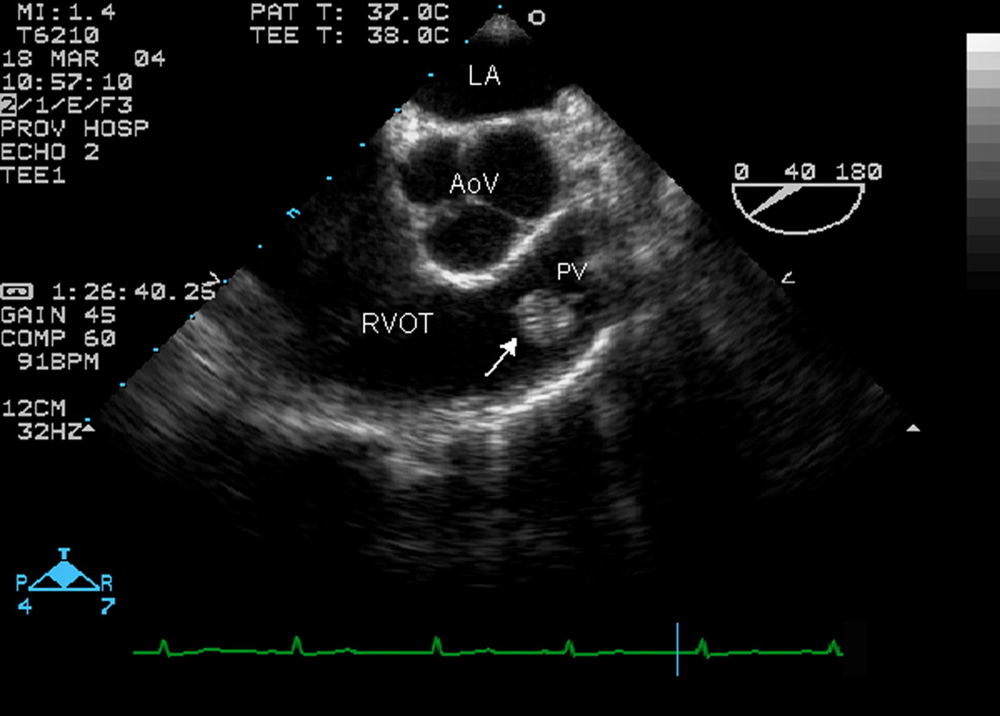 MI:1.4
T6210
18 MAR 04
10:57:10
2/1/E/F3
PROV HOSP
ECHO 2
TEE1
PAT T: 37.0C
TEE T: 38.0C
LA
AoV
PV
RVOT
0 40 180
1:26:40.25
GAIN 45
COMP 60
91BPM
12CM
32HZ
T
P R
4 7